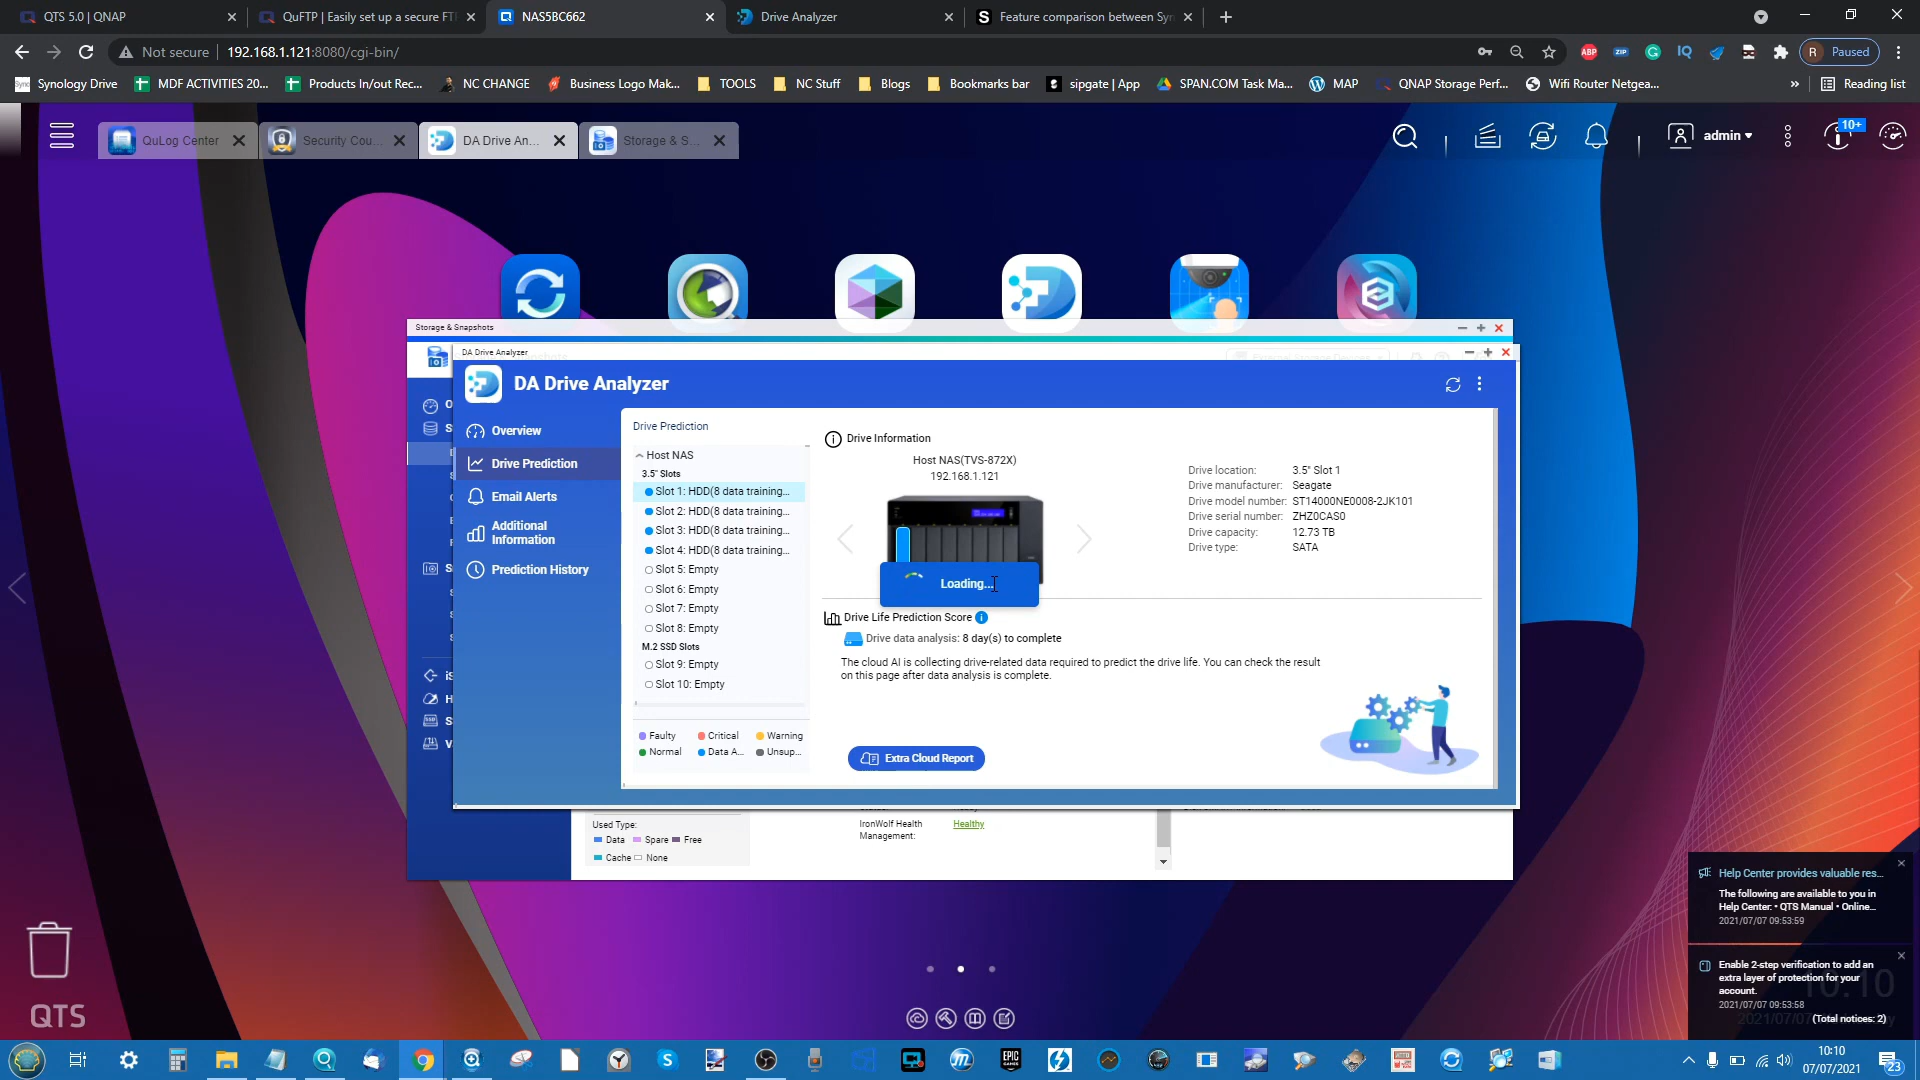 QTS 5.0 | QNAP
QuFTP | Easily set up a secure FT
NAS5BC662
Drive Analyzer
Feature comparison between Syn
Not secure
192.168.1.121:8080/cgi-bin/
Paused
Synology Drive
MDF ACTIVITIES 20...
Products In/out Rec...
NC CHANGE
Business Logo Mak...
TOOLS
NC Stuff
Blogs
Bookmarks bar
sipgate | App
SPAN.COM Task Ma...
MAP
QNAP Storage Perf...
Wifi Router Netgea...
Reading list
QuLog Center
Security Cou...
DA Drive An...
Storage & S...
admin
10+
Storage & Snapshots
DA Drive Analyzer
DA Drive Analyzer
Overview
Drive Prediction
Email Alerts
Additional
Information
Prediction History
Drive Prediction
Host NAS
3.5" Slots
Slot 1: HDD(8 data training...
Slot 2: HDD(8 data training...
Slot 3: HDD(8 data training...
Slot 4: HDD(8 data training...
Slot 5: Empty
Slot 6: Empty
Slot 7: Empty
Slot 8: Empty
M.2 SSD Slots
Slot 9: Empty
Slot 10: Empty
Faulty
Critical
Warning
Normal
Data A...
Unsup...
Drive Information
Host NAS(TVS-872X)
192.168.1.121
Loading...
Drive location: 3.5" Slot 1
Drive manufacturer: Seagate
Drive model number: ST14000NE0008-2JK101
Drive serial number: ZHZ0CAS0
Drive capacity: 12.73 TB
Drive type: SATA
Drive Life Prediction Score
Drive data analysis: 8 day(s) to complete
The cloud AI is collecting drive-related data required to predict the drive life. You can check the result
on this page after data analysis is complete.
Extra Cloud Report
Used Type:
Data
Spare
Free
Cache
None
IronWolf Health
Management:
Healthy
Help Center provides valuable res...
The following are available to you in
Help Center: • QTS Manual • Online...
2021/07/07 09:53:59
Enable 2-step verification to add an
extra layer of protection for your
account.
2021/07/07 09:53:58
(Total notices: 2)
QTS
10:10
07/07/2021
23